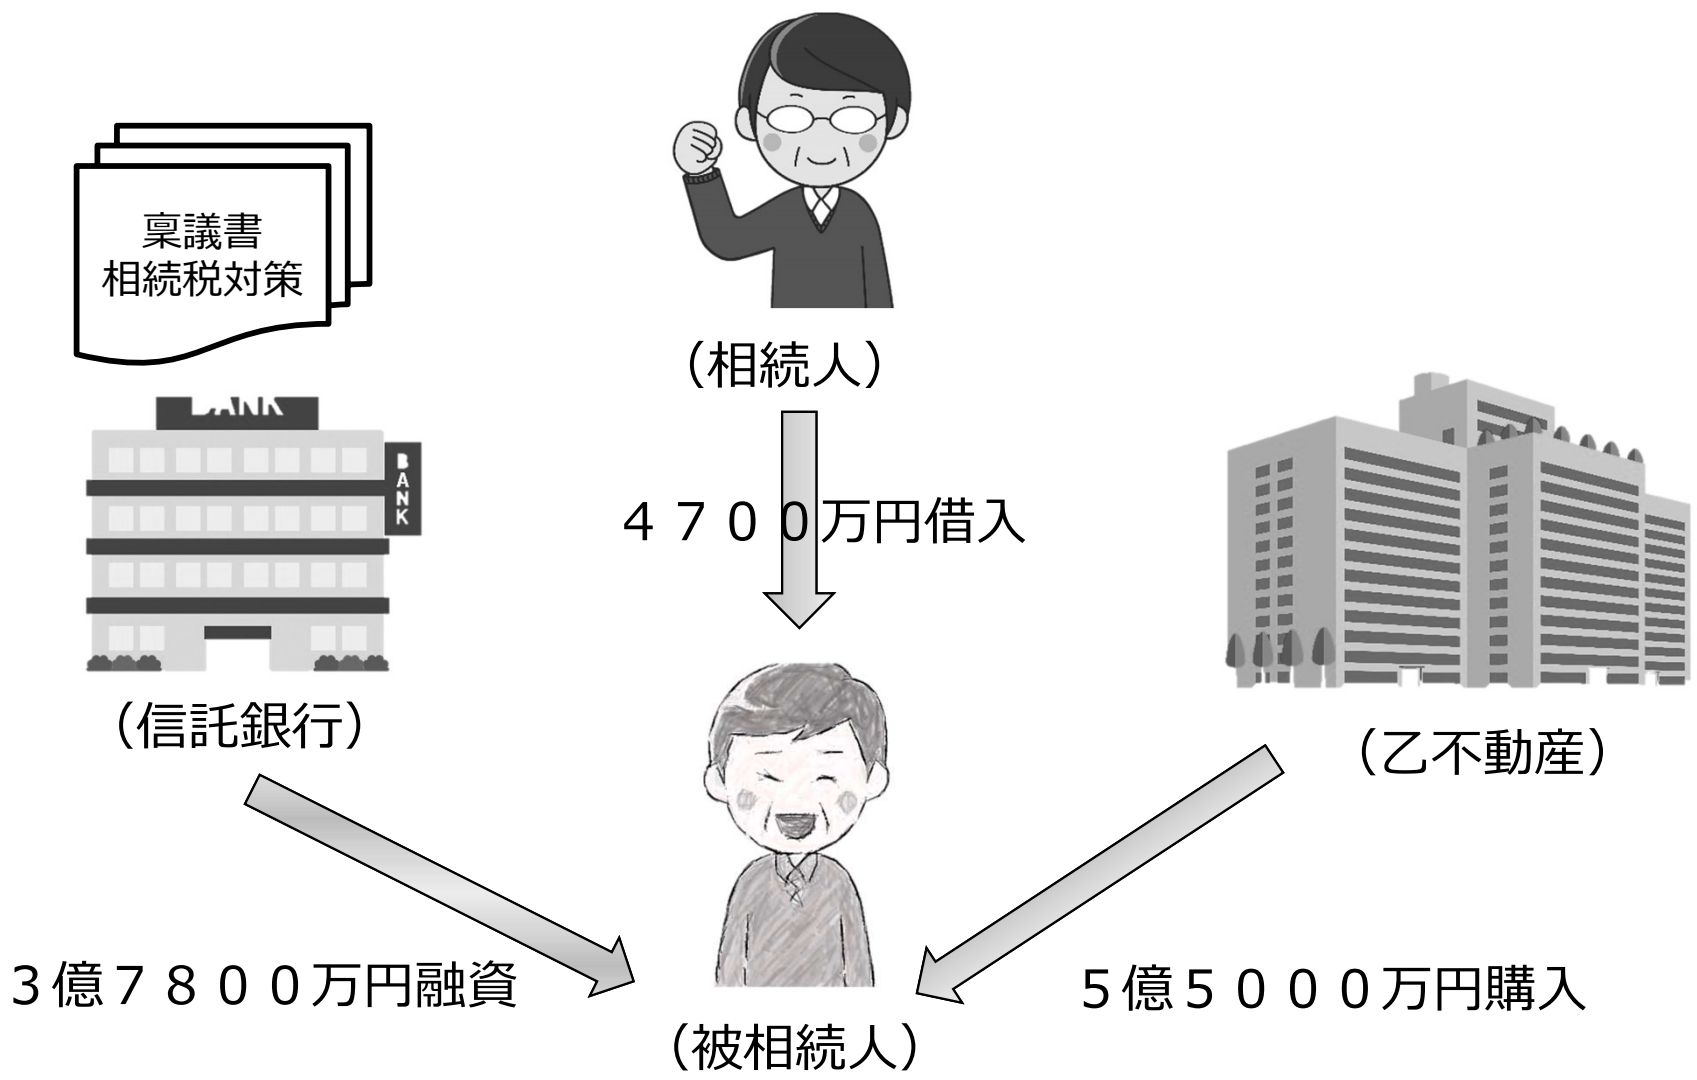 稟議書
相続税対策
（相続人）
BANK
BANK
４７００万円借入
（信託銀行）
（乙不動産）
３億７８００万円融資
５億５０００万円購入
（被相続人）